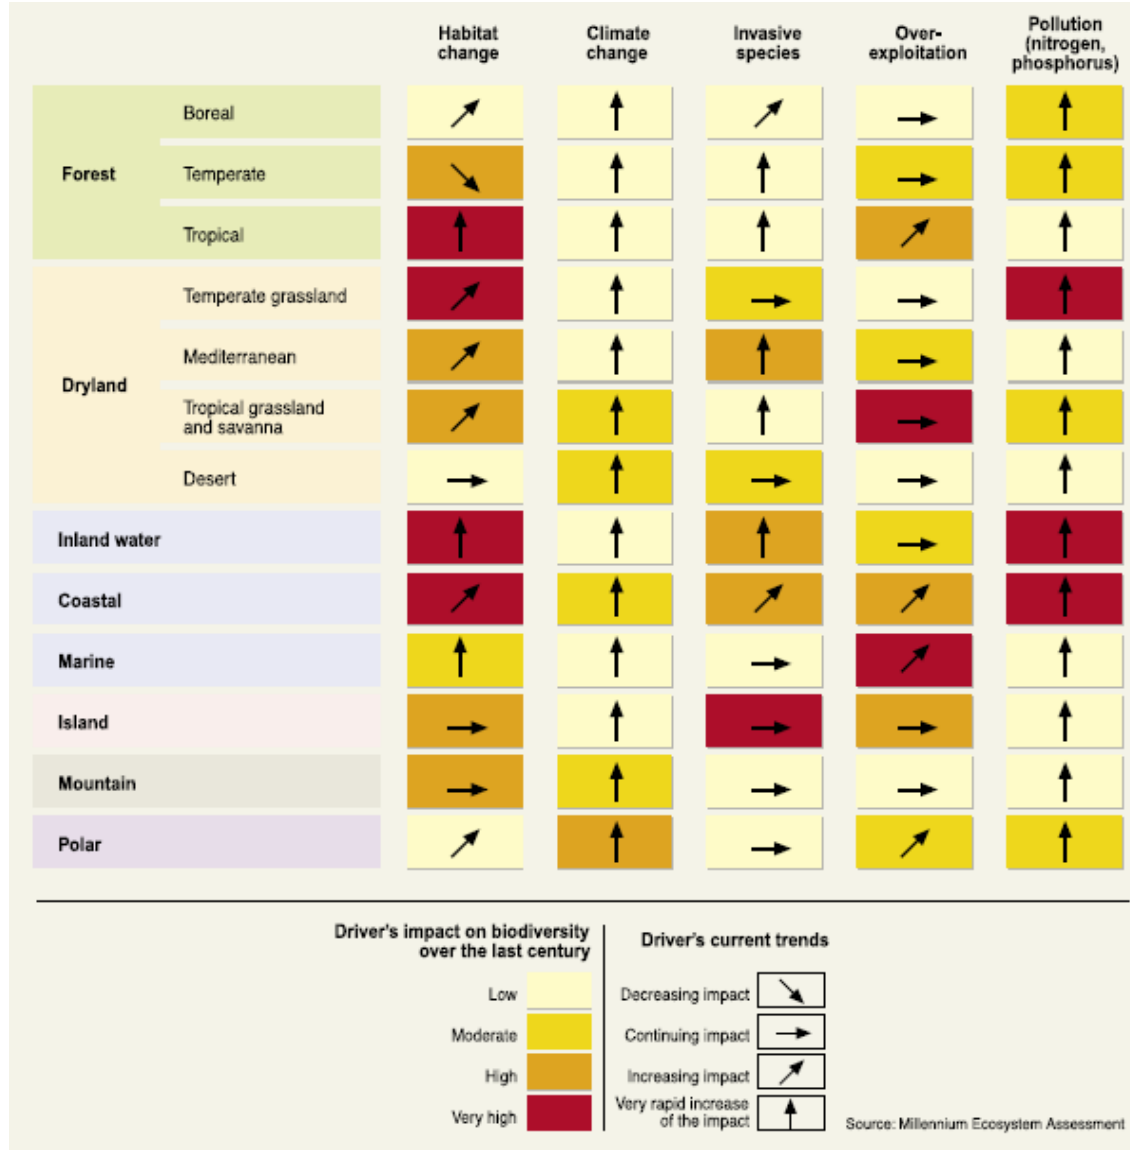 Habitat
change
Climate
change
Invasive
species
Over-
exploitation
Pollution
(nitrogen,
phosphorus)
Forest
Boreal
Temperate
Tropical
Dryland
Temperate grassland
Mediterranean
Tropical grassland
and savanna
Desert
Inland water
Coastal
Marine
Island
Mountain
Polar
Driver's impact on biodiversity
over the last century
Low
Moderate
High
Very high
Driver's current trends
Decreasing impact
Continuing impact
Increasing impact
Very rapid increase
of the impact
Source: Millennium Ecosystem Assessment